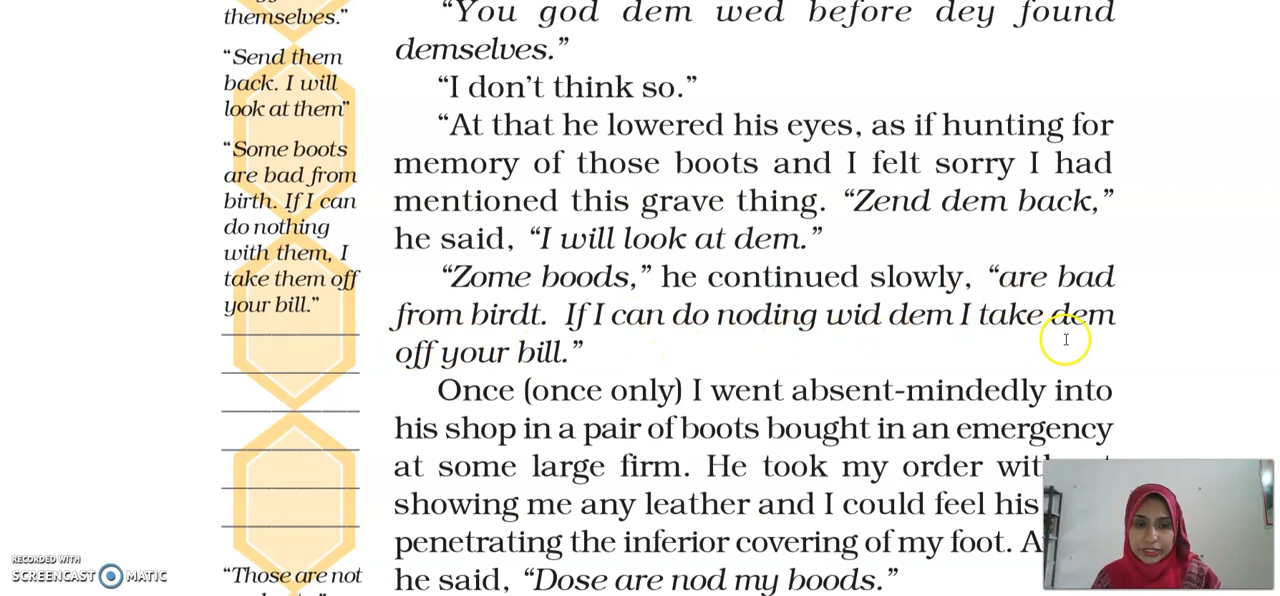 themselves.”
“Send them
back. I will
look at them”
“Some boots
are bad from
birth. If I can
do nothing
with them, I
take them off
your bill.”
“Those are not
“You god dem wed before dey found
demselves.”
“I don’t think so.”
“At that he lowered his eyes, as if hunting for
memory of those boots and I felt sorry I had
mentioned this grave thing. “Zend dem back,”
he said, “I will look at dem.”
“Zome boods,” he continued slowly, “are bad
from birdt. If I can do noding wid dem I take dem
off your bill.”
Once (once only) I went absent-mindedly into
his shop in a pair of boots bought in an emergency
at some large firm. He took my order
showing me any leather and I could feel his
penetrating the inferior covering of my foot.
he said, “Dose are nod my boods.”
RECORDED WITH
SCREENCAST MATIC